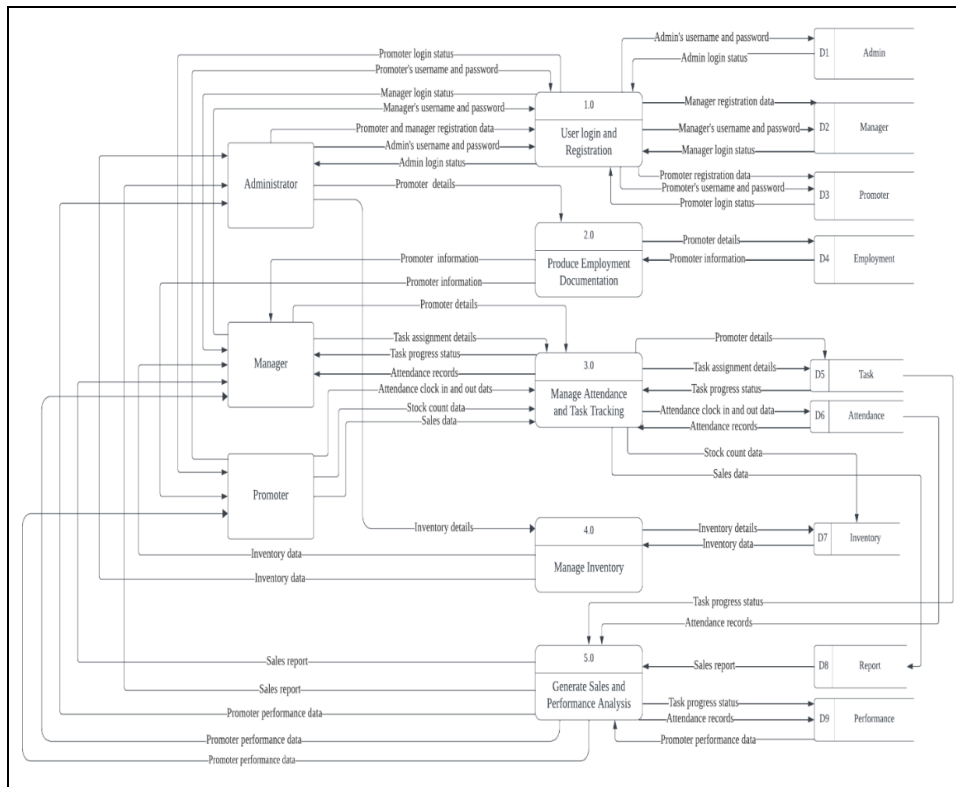 Admin's username and password
Promoter login status
D1 Admin
Admin login status
Promoter's username and password
Manager login status
1.0
Manager registration data
Manager's username and password
Promoter and manager registration data
User login and
Registration
Manager's username and password
D2 Manager
Admin's username and password
Manager login status
Admin login status
Promoter registration data
Administrator
Promoter details
Promoter's username and password
D3 Promoter
Promoter login status
2.0
Promoter details
Promoter information
Produce Employment
Documentation
Promoter information
D4 Employment
Promoter information
Promoter details
Task assignment details
Promoter details
Task progress status
Manager
3.0
Task assignment details
D5 Task
Attendance records
Task progress status
Attendance clock in and out dats
Manage Attendance
and Task Tracking
Stock count data
Attendance clock in and out data
D6 Attendance
Sales data
Attendance records
Stock count data
Sales data
Promoter
Inventory details
4.0
Inventory details
D7 Inventory
Inventory data
Inventory data
Manage Inventory
Inventory data
Task progress status
Attendance records
Sales report
5.0
Sales report
D8 Report
Sales report
Generate Sales and
Performance Analysis
Task progress status
Promoter performance data
Attendance records
D9 Performance
Promoter performance data
Promoter performance data
Promoter performance data